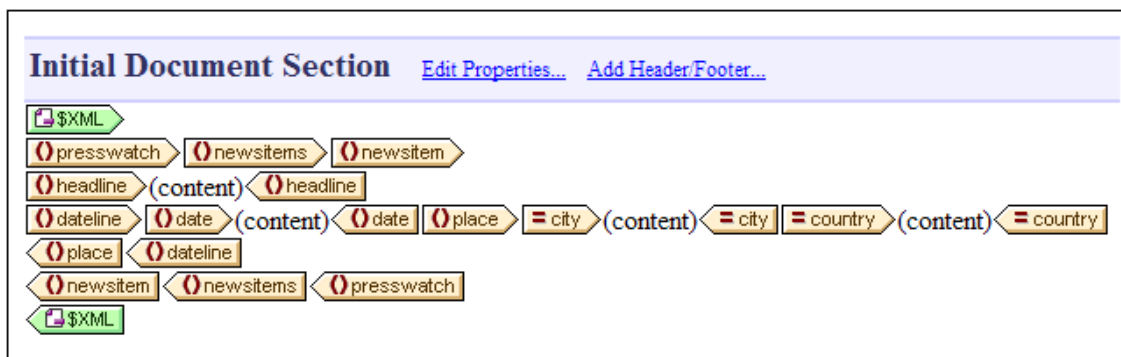 Initial Document Section Edit Properties... Add Header/Footer...
$XML
()presswatch ()newsitems ()newsitem
()headline (content) ()headline
()dateline ()date (content) ()date ()place = city (content) = city = country (content) = country
()place ()dateline
()newsitem ()newsitems ()presswatch
$XML